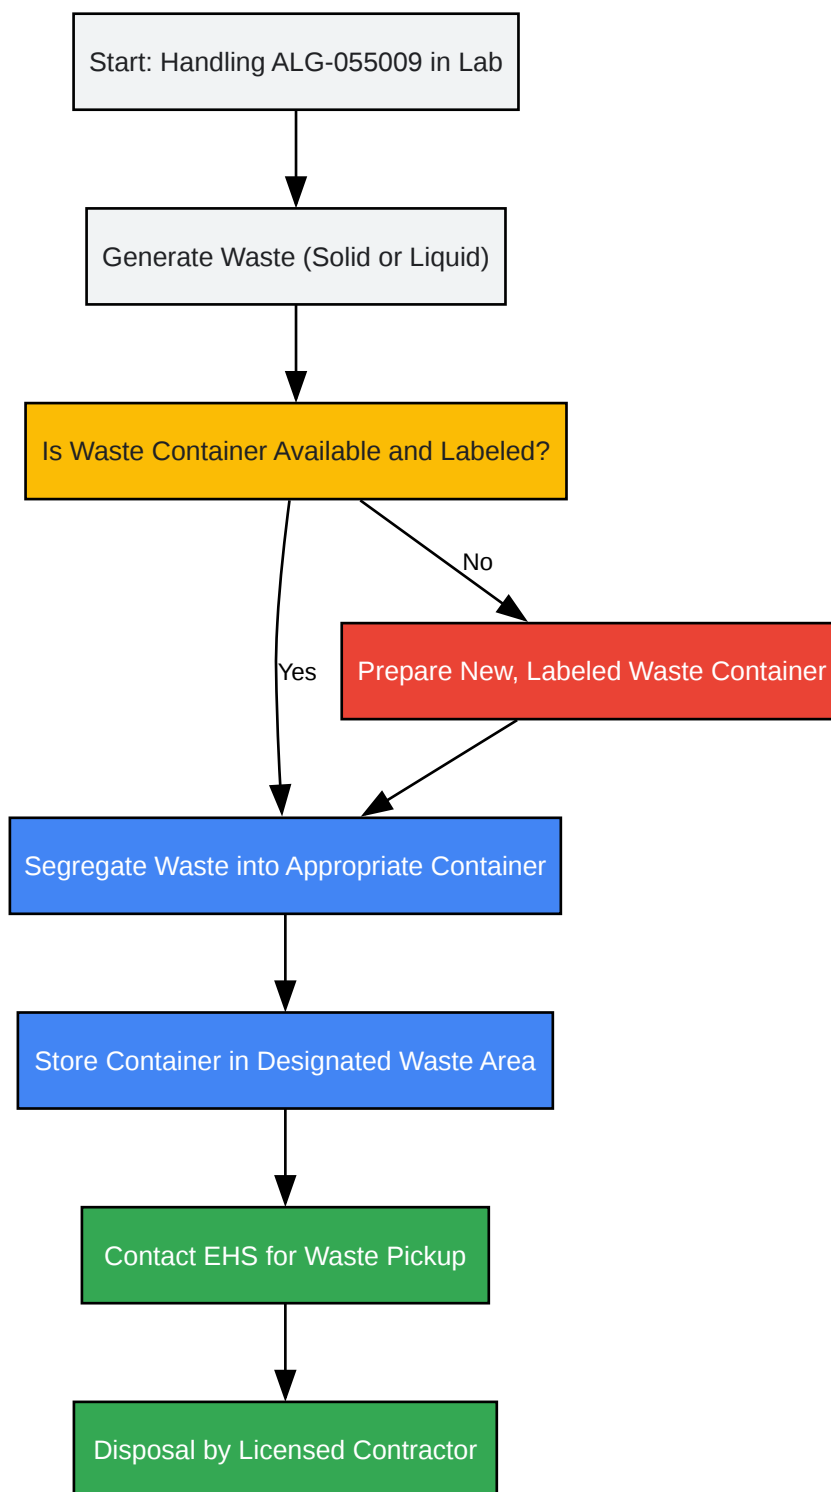 Start: Handling ALG-055009 in Lab
Generate Waste (Solid or Liquid)
Is Waste Container Available and Labeled?
No
Prepare New, Labeled Waste Container
Yes
Segregate Waste into Appropriate Container
Store Container in Designated Waste Area
Contact EHS for Waste Pickup
Disposal by Licensed Contractor